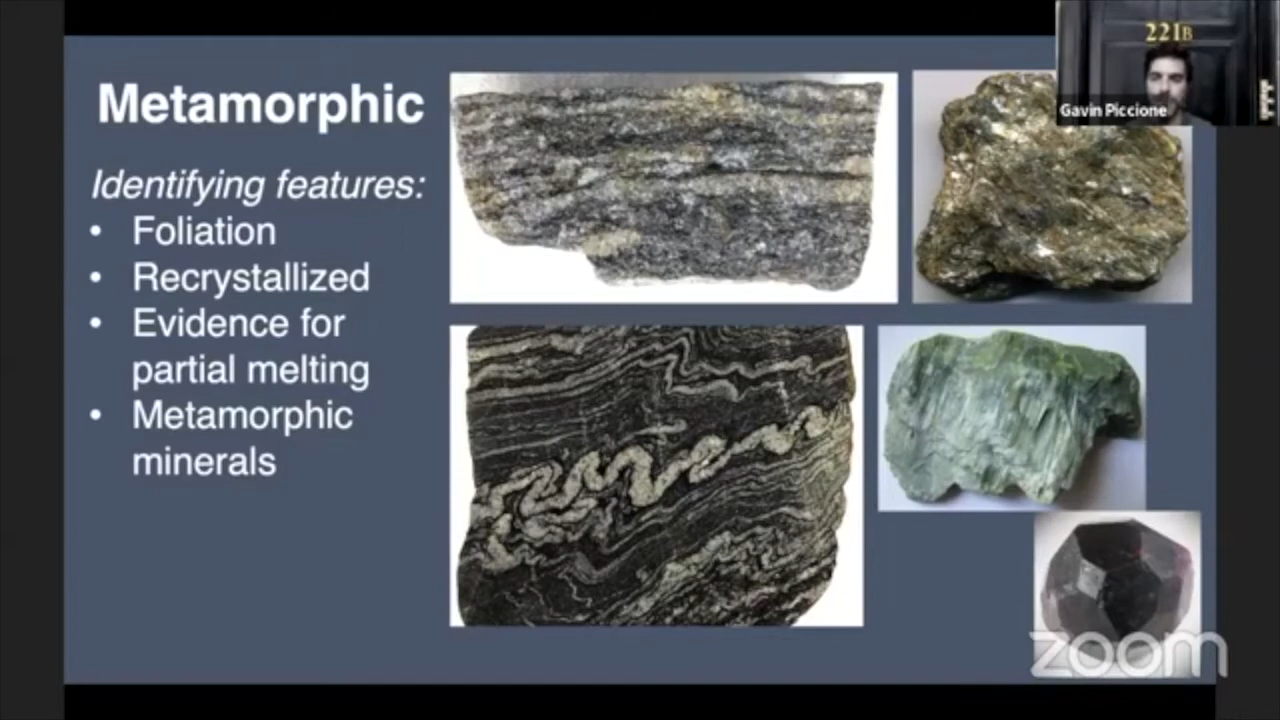 Metamorphic
Identifying features:
• Foliation
• Recrystallized
• Evidence for
partial melting
• Metamorphic
minerals
221B
Gavin Piccione
zoom